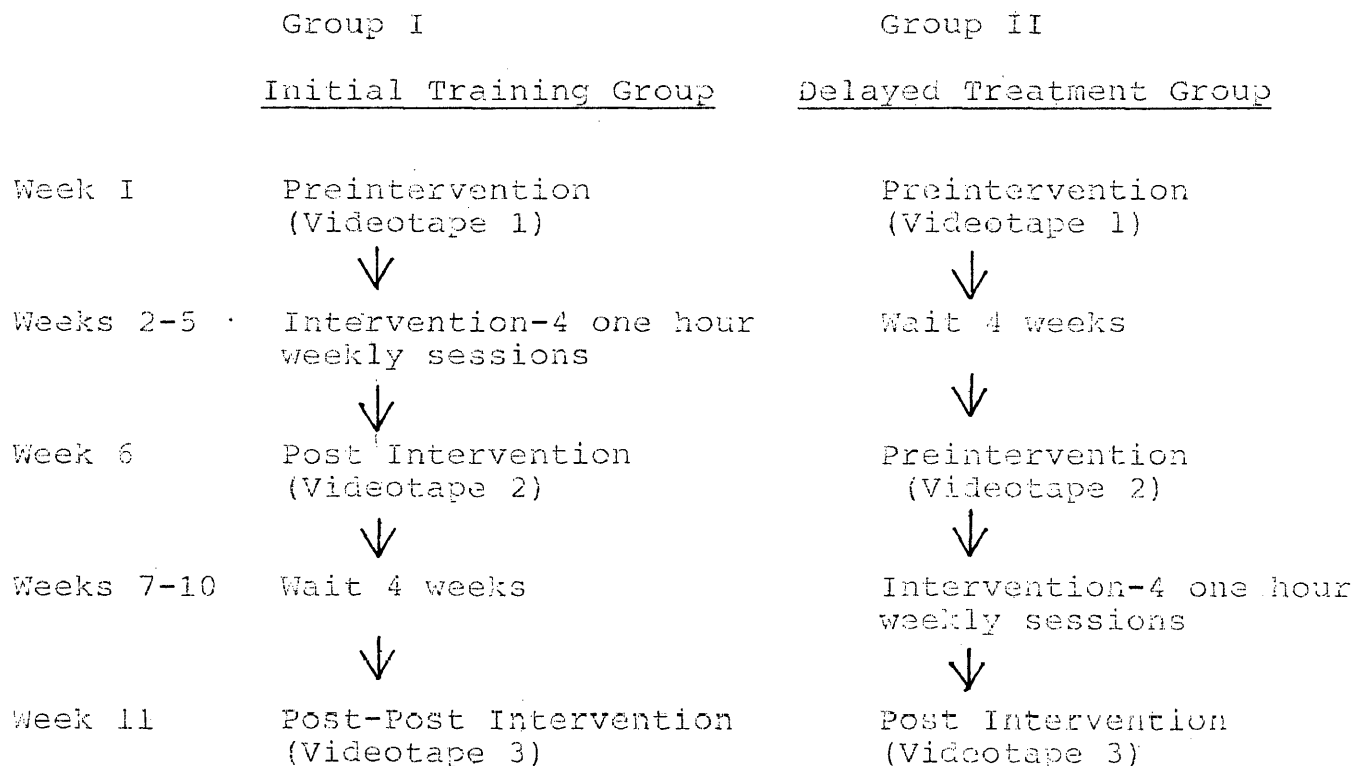 Group I Group II
Initial Training Group Delayed Treatment Group
Week I Preintervention Preintervention
(Videotape 1) (Videotape 1)
Weeks 2-5 Intervention-4 one hour Wait 4 weeks
weekly sessions
Week 6 Post Intervention Preintervention
(Videotape 2) (Videotape 2)
Weeks 7-10 Wait 4 weeks Intervention-4 one hour
weekly sessions
Week 11 Post-Post Intervention Post Intervention
(Videotape 3) (Videotape 3)